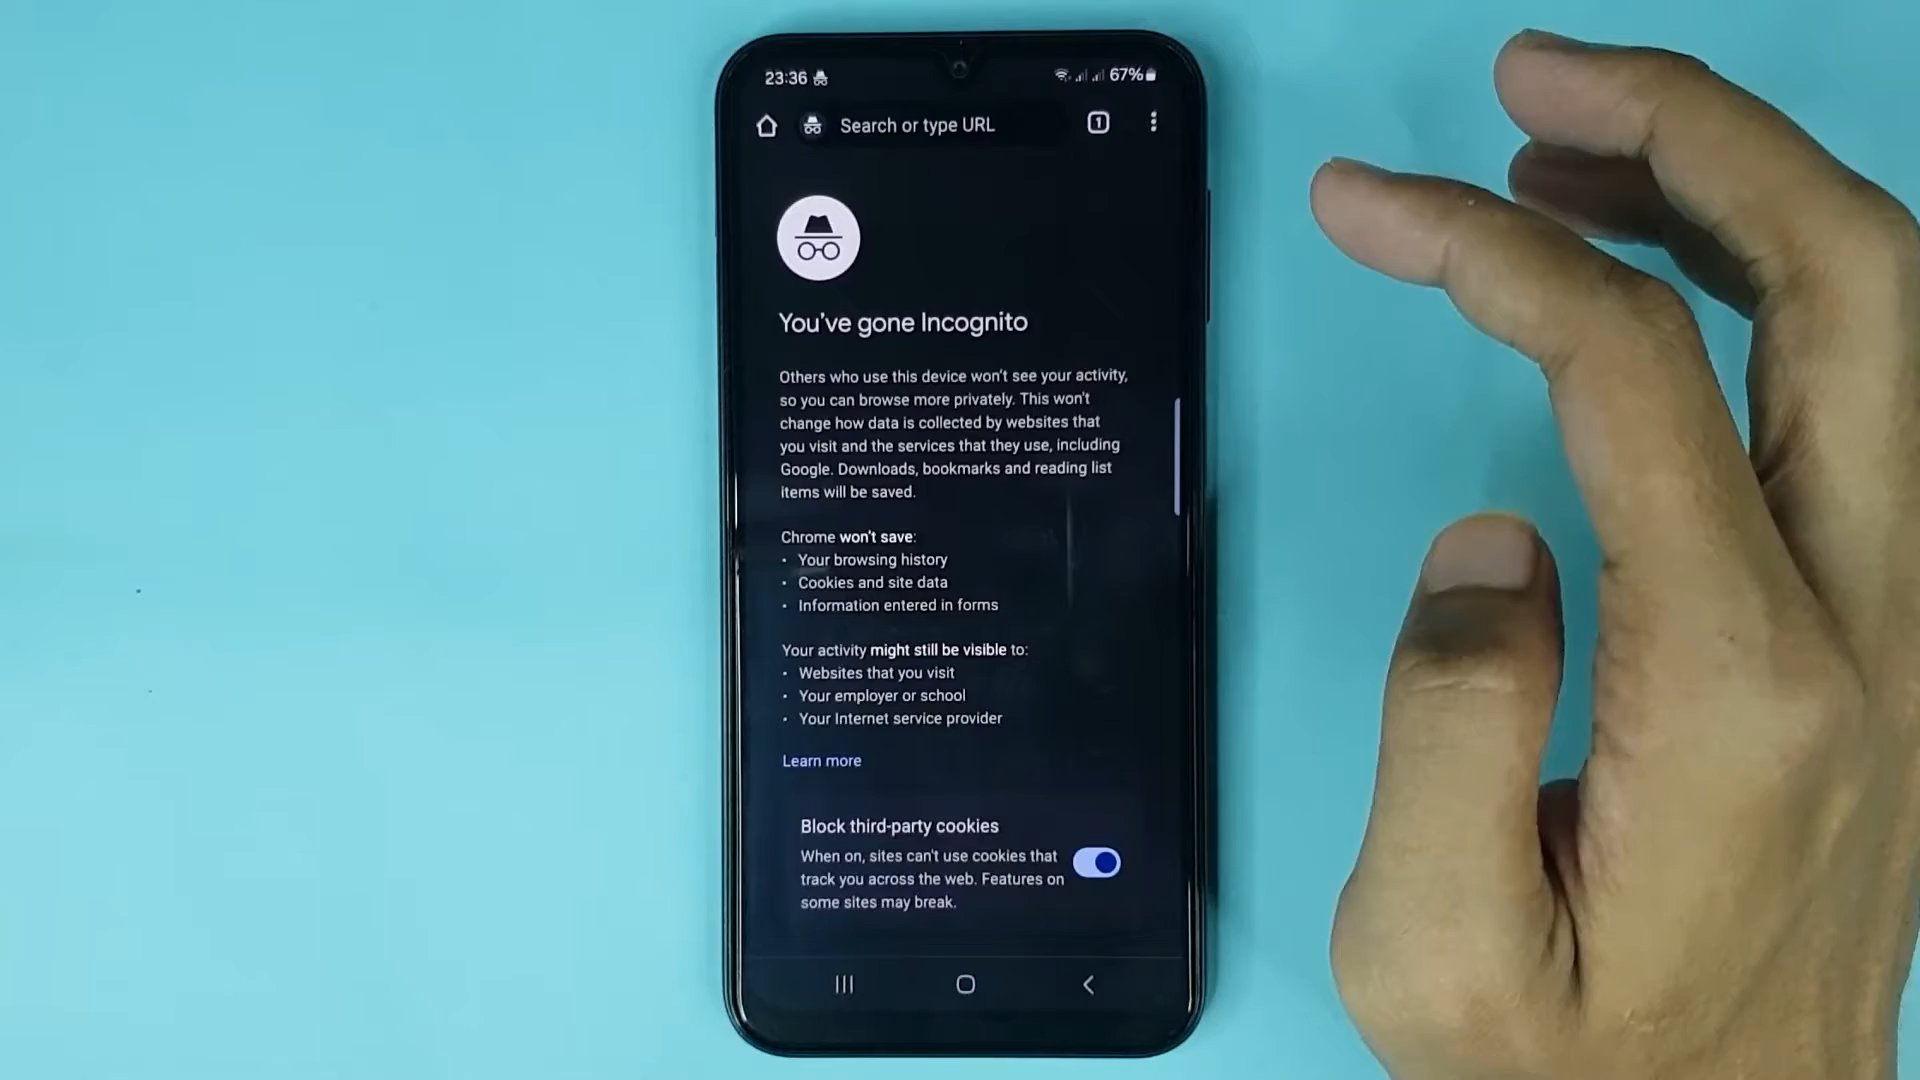 23:36
67%
Search or type URL
1
You've gone Incognito
Others who use this device won't see your activity,
so you can browse more privately. This won't
change how data is collected by websites that
you visit and the services that they use, including
Google. Downloads, bookmarks and reading list
items will be saved.
Chrome won't save:
• Your browsing history
• Cookies and site data
• Information entered in forms
Your activity might still be visible to:
• Websites that you visit
• Your employer or school
• Your Internet service provider
Learn more
Block third-party cookies
When on, sites can't use cookies that
track you across the web. Features on
some sites may break.